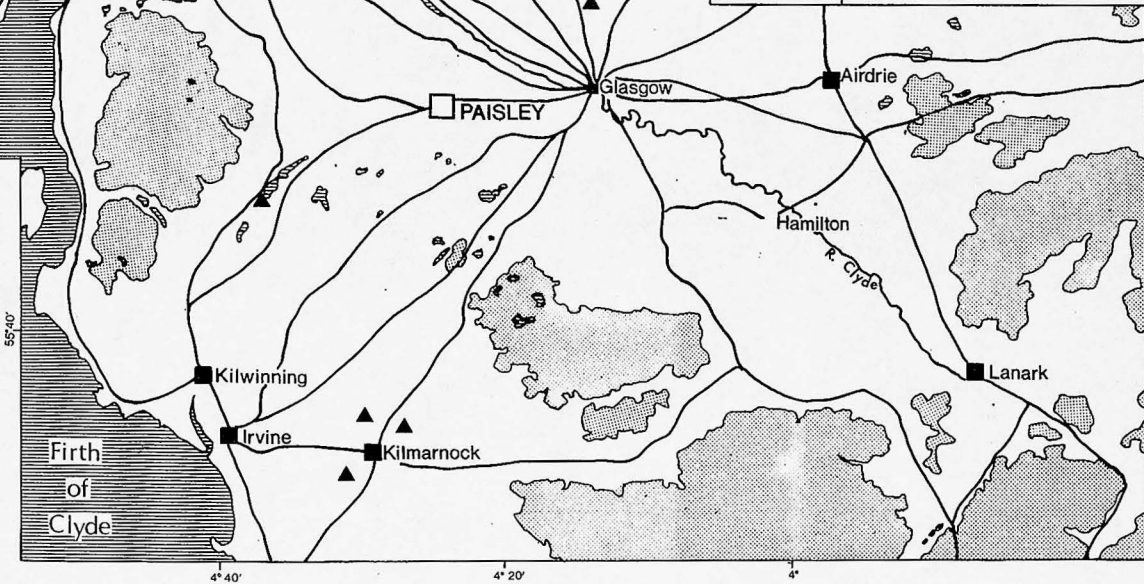 Airdrie
Glasgow
PAISLEY
Hamilton
R. Clyde
55°40'
Kilwinning
Lanark
Irvine
Kilmarnock
Firth
of
Clyde
4°40'
4°20'
4°